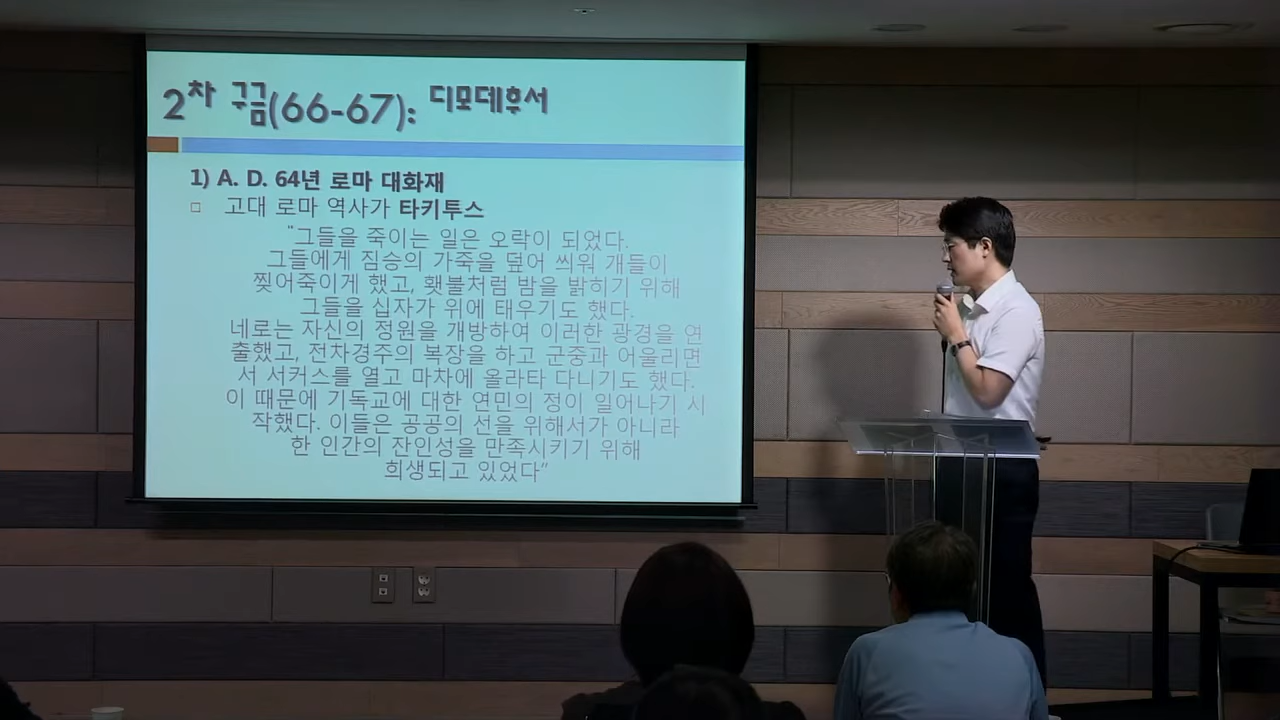 2차 구금(66-67): 디모데후서
1) A. D. 64년 로마 대화재
□ 고대 로마 역사가 타키투스
"그들을 죽이는 일은 오락이 되었다.
그들에게 짐승의 가죽을 덮어 씌워 개들이
찢어죽이게 했고, 횃불처럼 밤을 밝히기 위해
그들을 십자가 위에 태우기도 했다.
네로는 자신의 정원을 개방하여 이러한 광경을 연
출했고, 전차경주의 복장을 하고 군중과 어울리면
서 서커스를 열고 마차에 올라타 다니기도 했다.
이 때문에 기독교에 대한 연민의 정이 일어나기 시
작했다. 이들은 공공의 선을 위해서가 아니라
한 인간의 잔인성을 만족시키기 위해
희생되고 있었다"